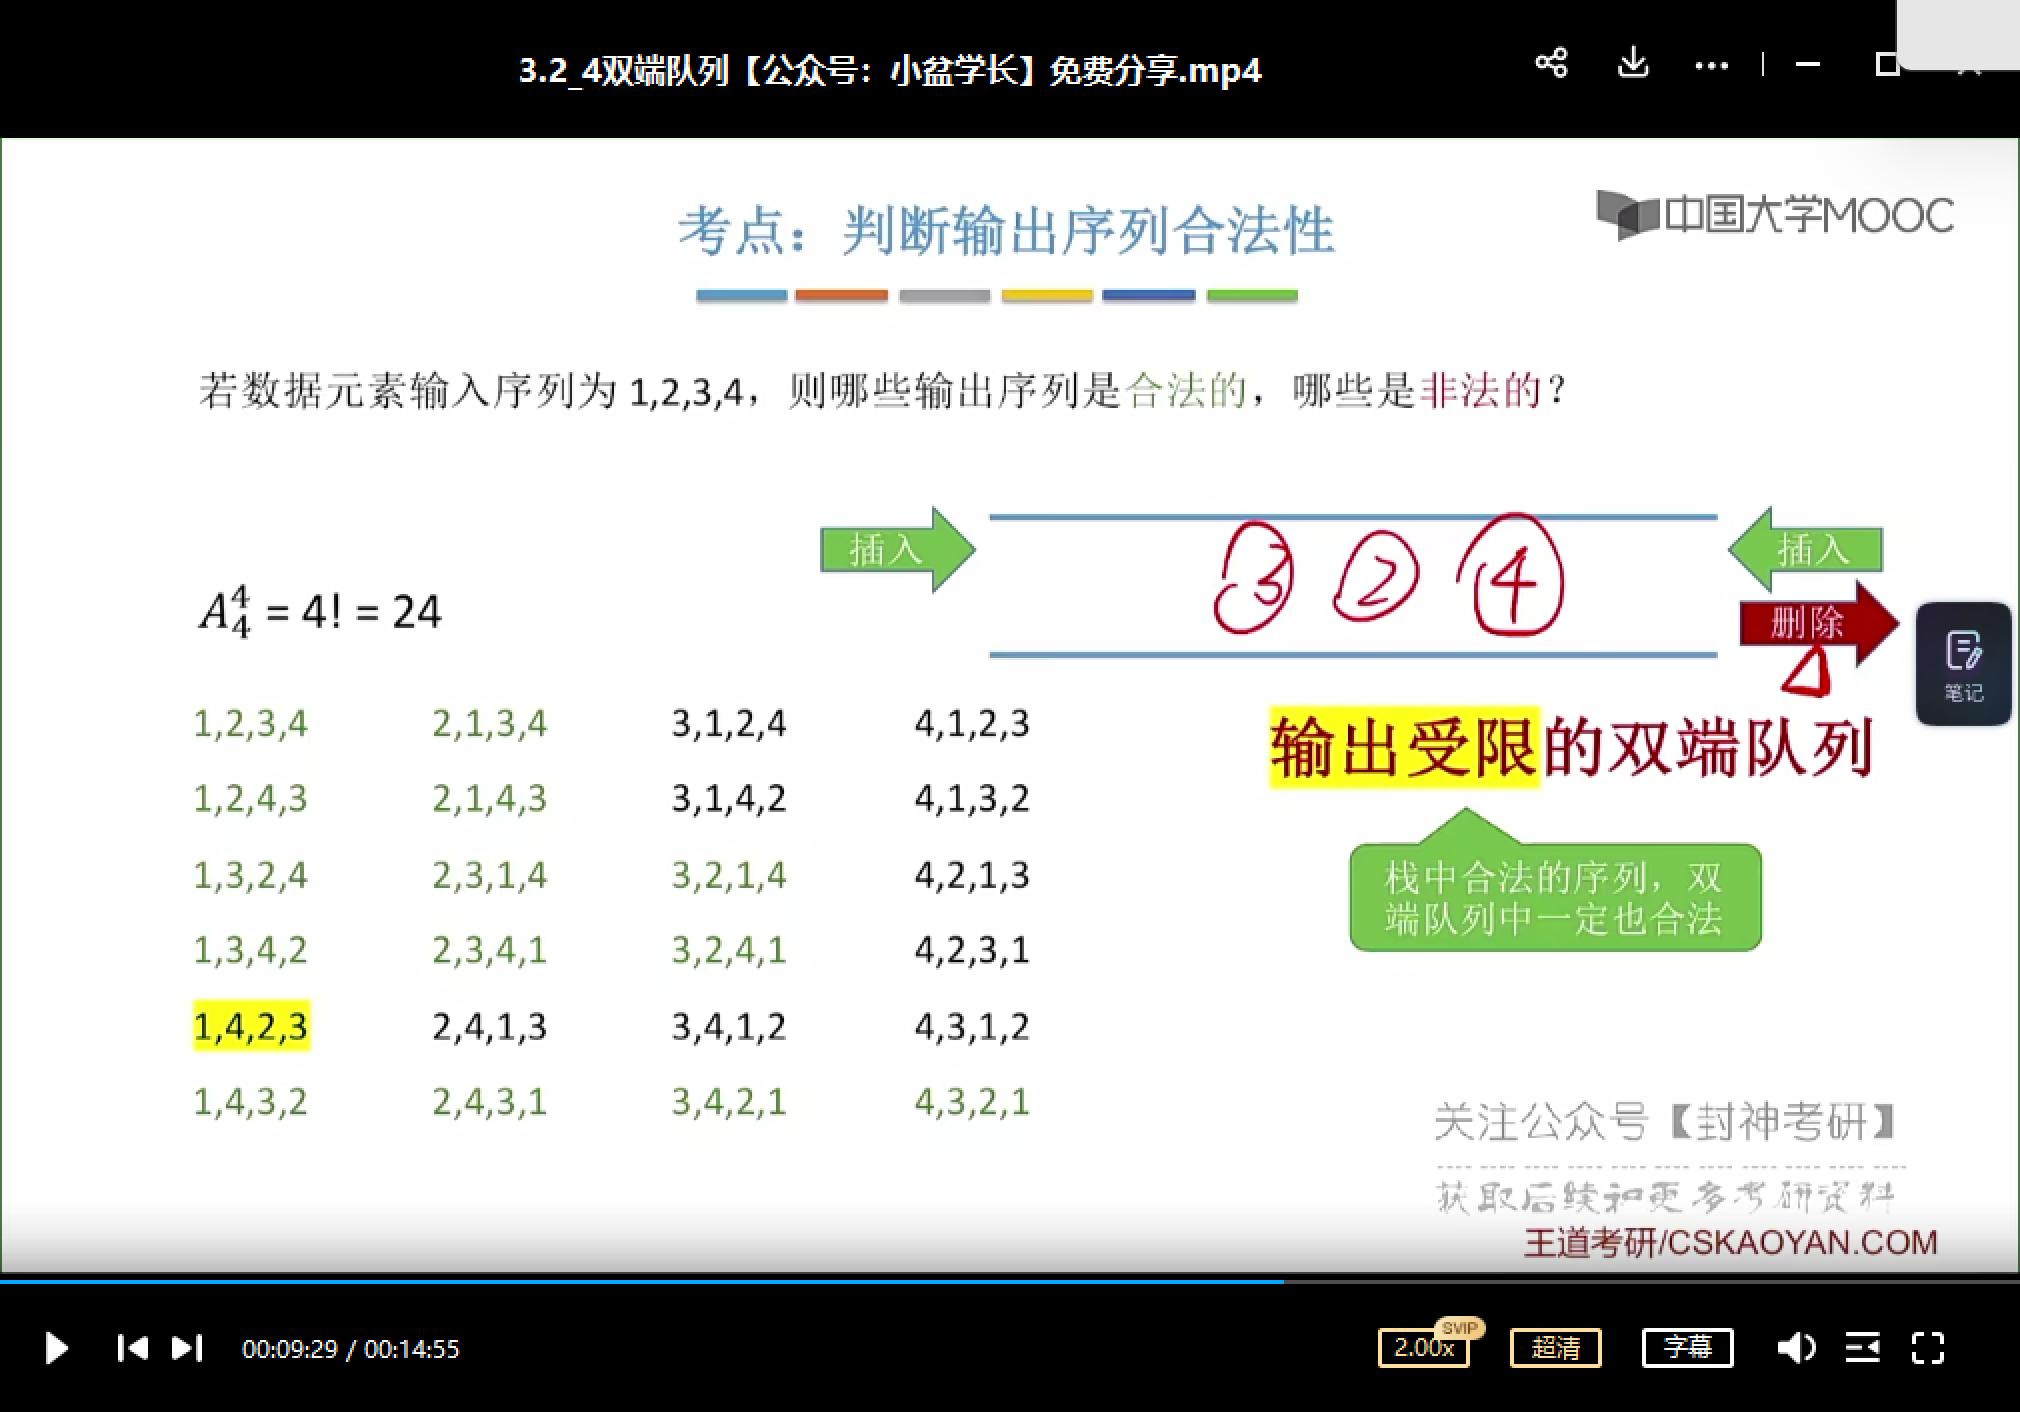 3.2_4双端队列【公众号：小盆学长】免费分享.mp4
中国大学MOOC
考点：判断输出序列合法性
若数据元素输入序列为 1,2,3,4，则哪些输出序列是合法的，哪些是非法的？
插入
3 2 4
插入
删除
笔记
A₄⁴ = 4! = 24
1,2,3,4 2,1,3,4 3,1,2,4 4,1,2,3
1,2,4,3 2,1,4,3 3,1,4,2 4,1,3,2
1,3,2,4 2,3,1,4 3,2,1,4 4,2,1,3
1,3,4,2 2,3,4,1 3,2,4,1 4,2,3,1
1,4,2,3 2,4,1,3 3,4,1,2 4,3,1,2
1,4,3,2 2,4,3,1 3,4,2,1 4,3,2,1
输出受限的双端队列
栈中合法的序列，双
端队列中一定也合法
关注公众号【封神考研】
获取后续和更多考研资料
王道考研/CSKAOYAN.COM
00:09:29 / 00:14:55
2.00x
SVIP
超清
字幕